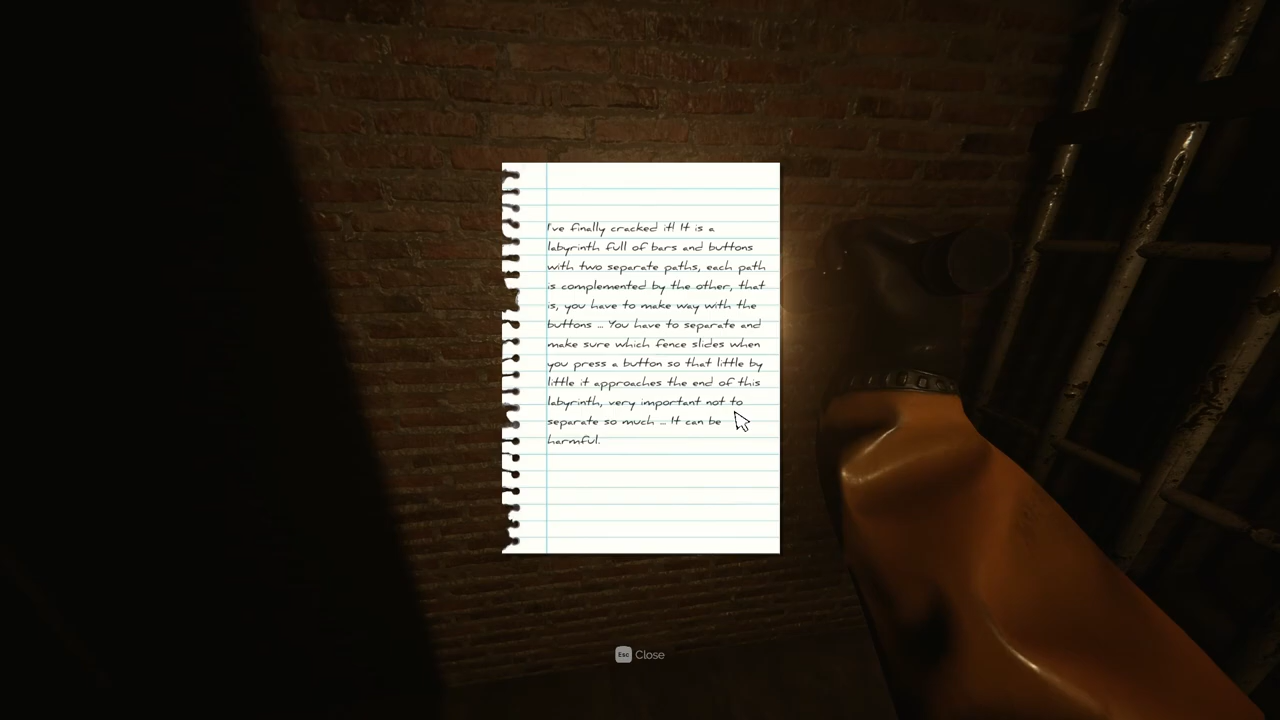 I've finally cracked it! It is a
labyrinth full of bars and buttons
with two separate paths, each path
is complemented by the other, that
is, you have to make way with the
buttons ... You have to separate and
make sure which fence slides when
you press a button so that little by
little it approaches the end of this
labyrinth, very important not to
separate so much ... It can be
harmful.
Esc Close